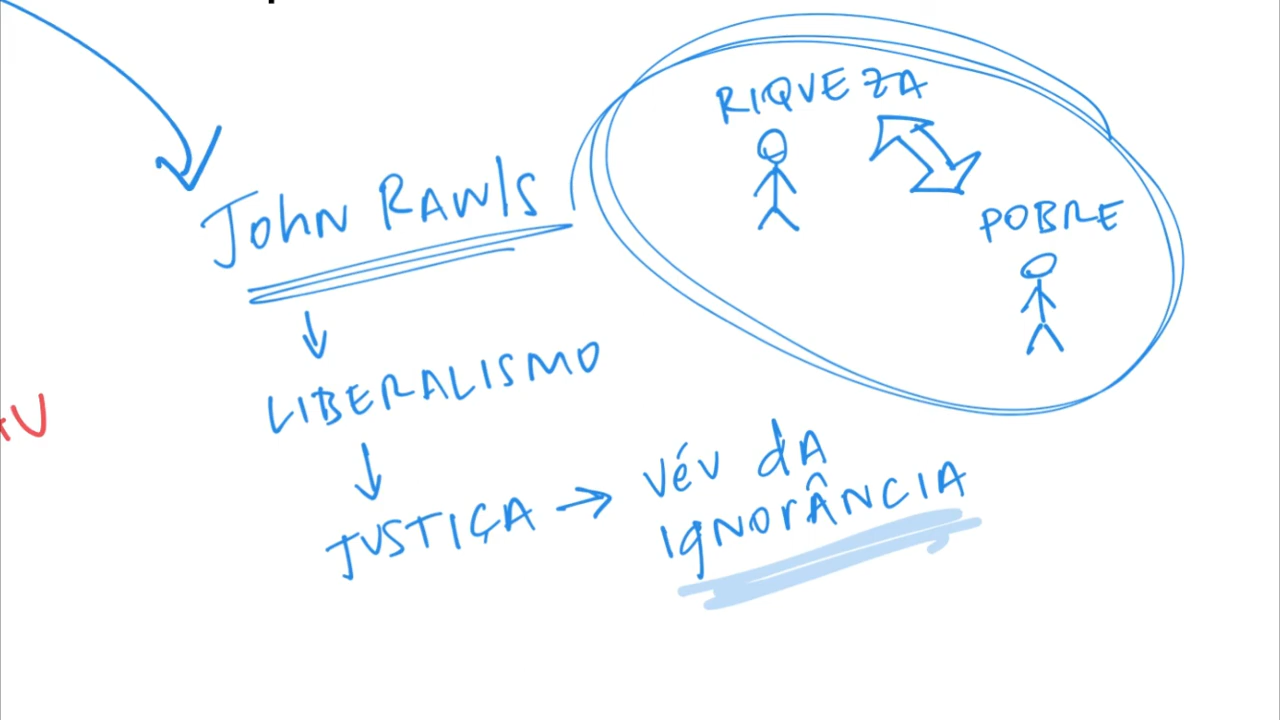 RIQUEZA
John Rawls
POBRE
LIBERALISMO
Véu da
JUSTIÇA → IgnorÂNCIA